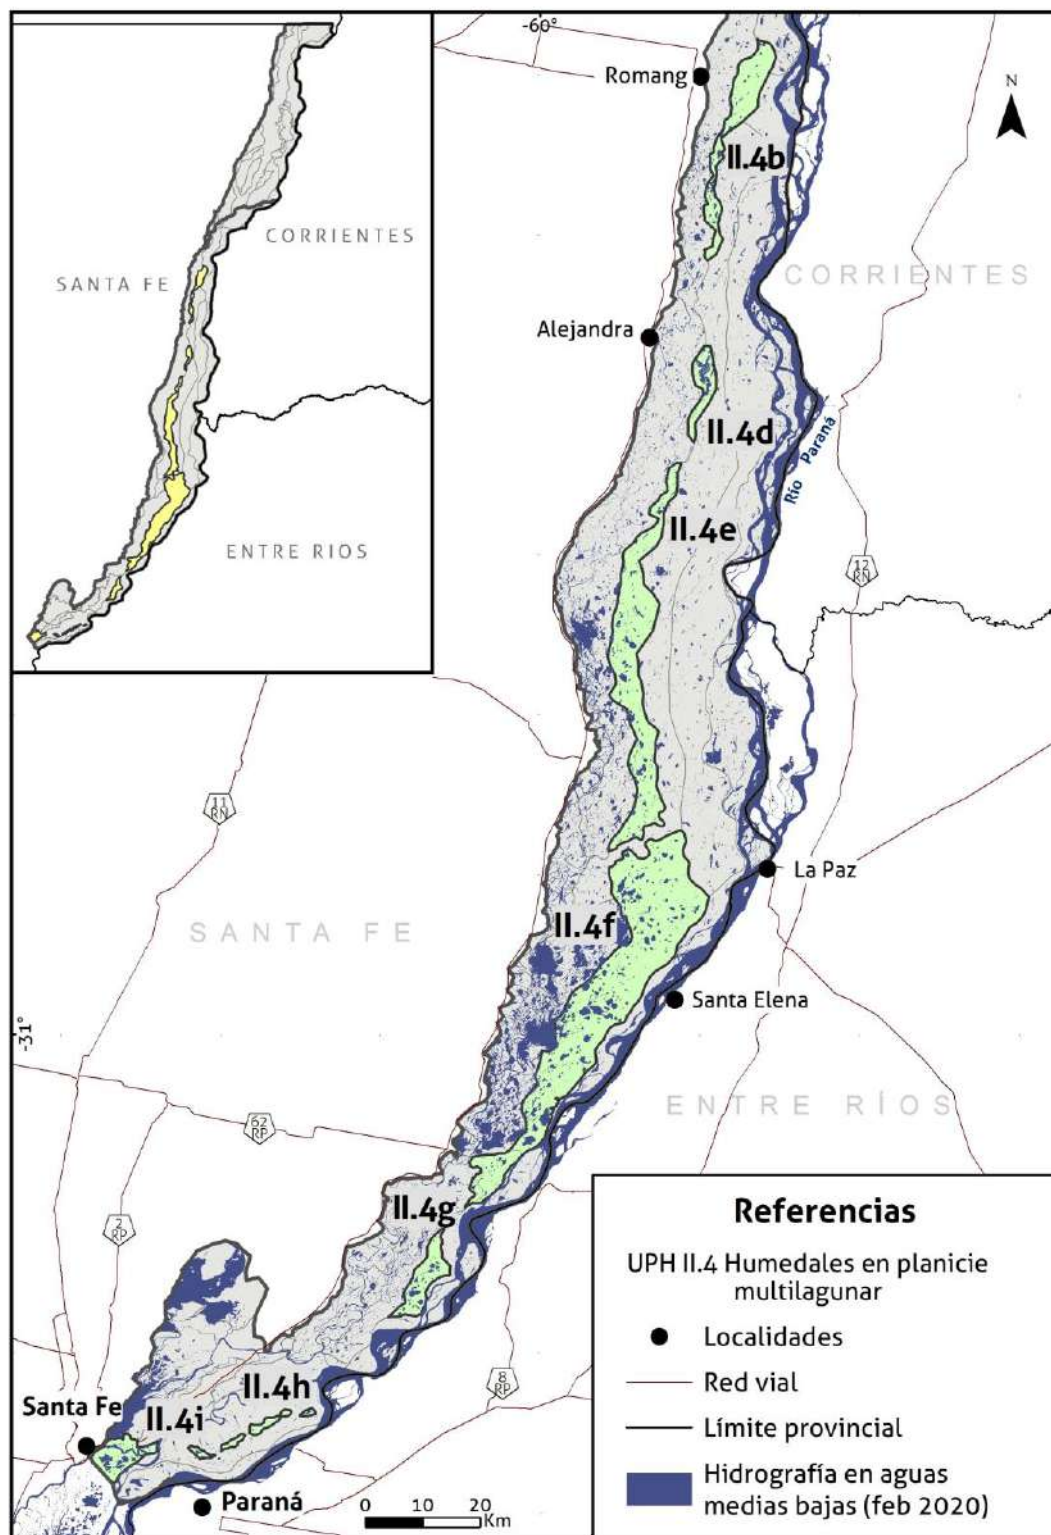 -60°
Romang
N
II.4b
CORRIENTES
SANTA FE
CORRIENTES
Alejandra
II.4d
Río Paraná
II.4e
ENTRE RIOS
12
RN
11
RN
La Paz
II.4f
SANTA FE
Santa Elena
-31°
ENTRE RÍOS
62
RP
II.4g
2
RP
Referencias
UPH II.4 Humedales en planicie
multilagunar
Localidades
Red vial
Límite provincial
Hidrografía en aguas
medias bajas (feb 2020)
8
RP
II.4h
Santa Fe
II.4i
Paraná
0 10 20
Km